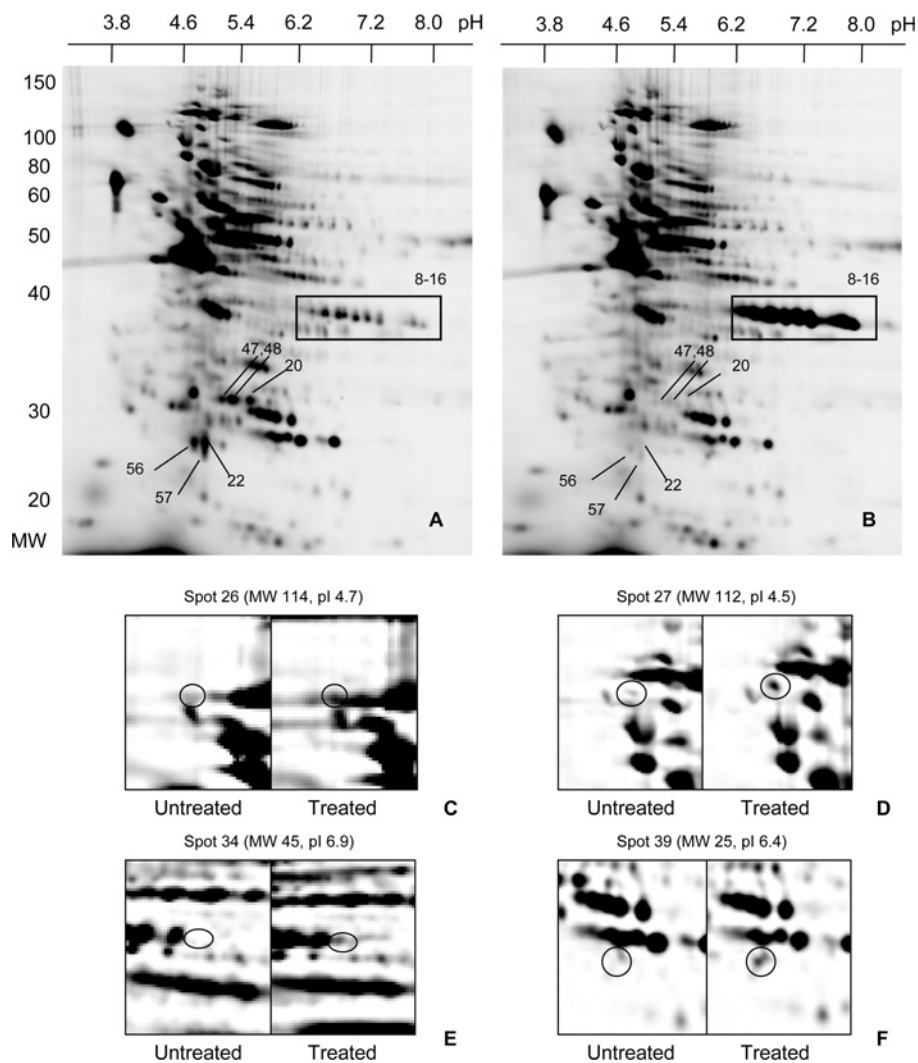 3.8 4.6 5.4 6.2 7.2 8.0 pH
3.8 4.6 5.4 6.2 7.2 8.0 pH
150
100
80
60
50
40
30
20
MW
8-16
47,48
20
56
57
22
A
8-16
47,48
20
56
57
22
B
Spot 26 (MW 114, pI 4.7)
Untreated Treated C
Spot 27 (MW 112, pI 4.5)
Untreated Treated D
Spot 34 (MW 45, pI 6.9)
Untreated Treated E
Spot 39 (MW 25, pI 6.4)
Untreated Treated F